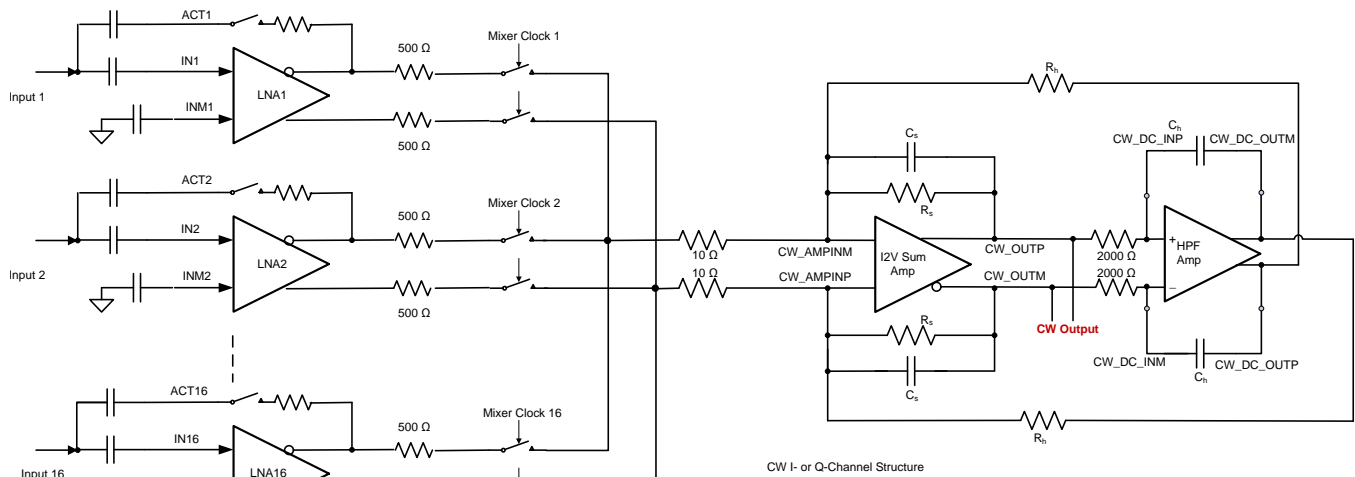 ACT1
500 Ω
Mixer Clock 1
IN1
LNA1
Input 1
INM1
500 Ω
ACT2
500 Ω
Mixer Clock 2
IN2
LNA2
Input 2
INM2
500 Ω
ACT16
500 Ω
Mixer Clock 16
IN16
LNA16
Input 16
10 Ω
10 Ω
Rh
Cs
Rs
CW_AMPINM
CW_AMPINP
I2V Sum
Amp
CW_OUTP
CW_OUTM
Rs
Cs
CW Output
2000 Ω
2000 Ω
Ch
CW_DC_INP
CW_DC_OUTM
+
HPF
Amp
−
CW_DC_INM
CW_DC_OUTP
Ch
Rh
CW I- or Q-Channel Structure